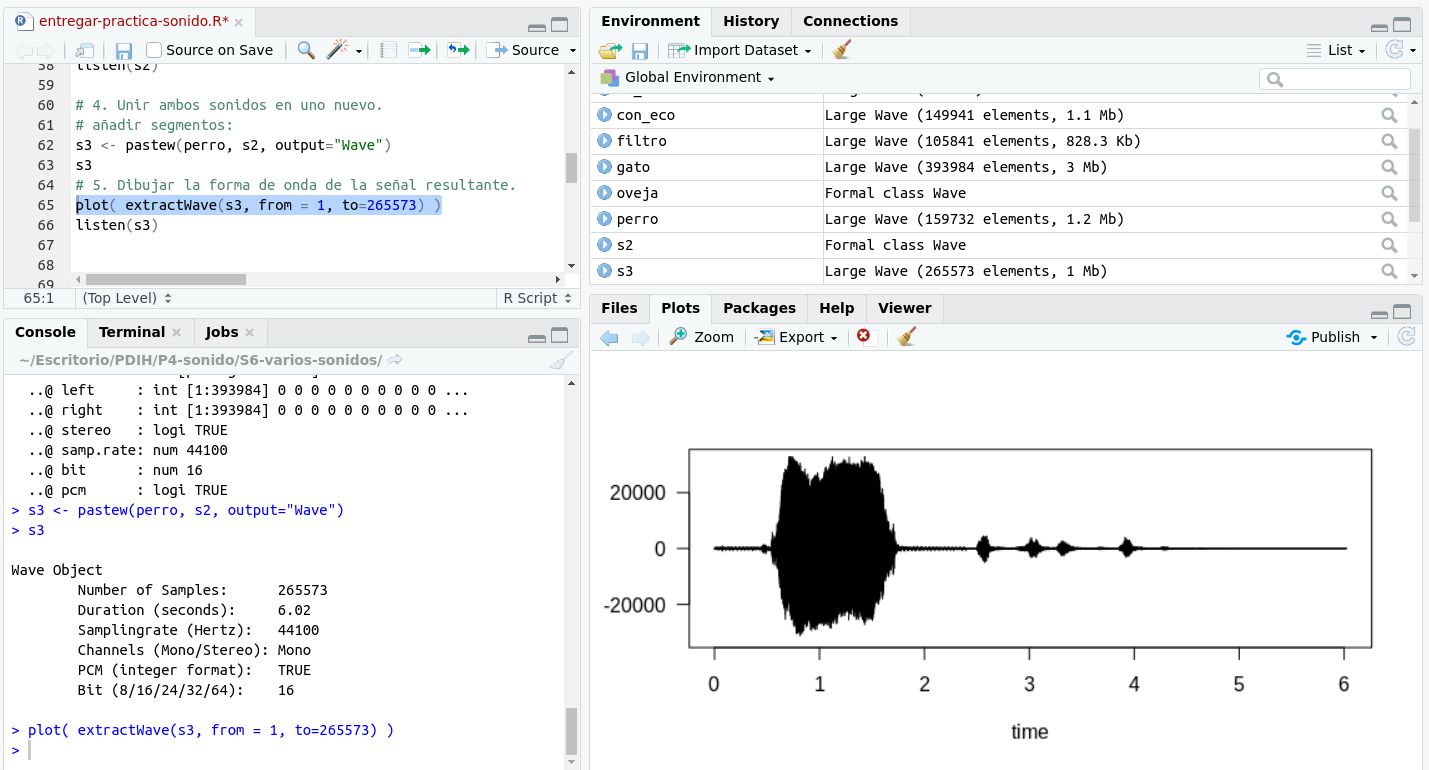 entregar-practica-sonido.R*
Source on Save
Source
58 listen(s2)
59
60 # 4. Unir ambos sonidos en uno nuevo.
61 # añadir segmentos:
62 s3 <- pastew(perro, s2, output="Wave")
63 s3
64 # 5. Dibujar la forma de onda de la señal resultante.
65 plot( extractWave(s3, from = 1, to=265573) )
66 listen(s3)
67
68
69
65:1 (Top Level) R Script
Console Terminal Jobs
~/Escritorio/PDIH/P4-sonido/S6-varios-sonidos/
..@ left : int [1:393984] 0 0 0 0 0 0 0 0 0 0 ...
..@ right : int [1:393984] 0 0 0 0 0 0 0 0 0 0 ...
..@ stereo : logi TRUE
..@ samp.rate: num 44100
..@ bit : num 16
..@ pcm : logi TRUE
> s3 <- pastew(perro, s2, output="Wave")
> s3
Wave Object
Number of Samples: 265573
Duration (seconds): 6.02
Samplingrate (Hertz): 44100
Channels (Mono/Stereo): Mono
PCM (integer format): TRUE
Bit (8/16/24/32/64): 16
> plot( extractWave(s3, from = 1, to=265573) )
>
Environment History Connections
Import Dataset List
Global Environment
con_eco Large Wave (149941 elements, 1.1 Mb)
filtro Large Wave (105841 elements, 828.3 Kb)
gato Large Wave (393984 elements, 3 Mb)
oveja Formal class Wave
perro Large Wave (159732 elements, 1.2 Mb)
s2 Formal class Wave
s3 Large Wave (265573 elements, 1 Mb)
Files Plots Packages Help Viewer
Zoom Export Publish
20000
0
-20000
0 1 2 3 4 5 6
time